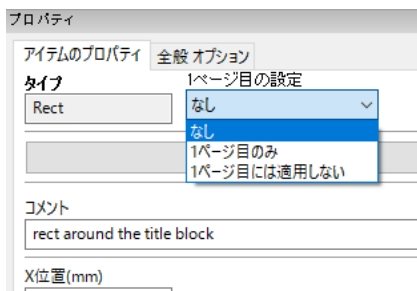 プロパティ
アイテムのプロパティ 全般 オプション
タイプ 1ページ目の設定
Rect なし
なし
1ページ目のみ
1ページ目には適用しない
コメント
rect around the title block
X位置(mm)